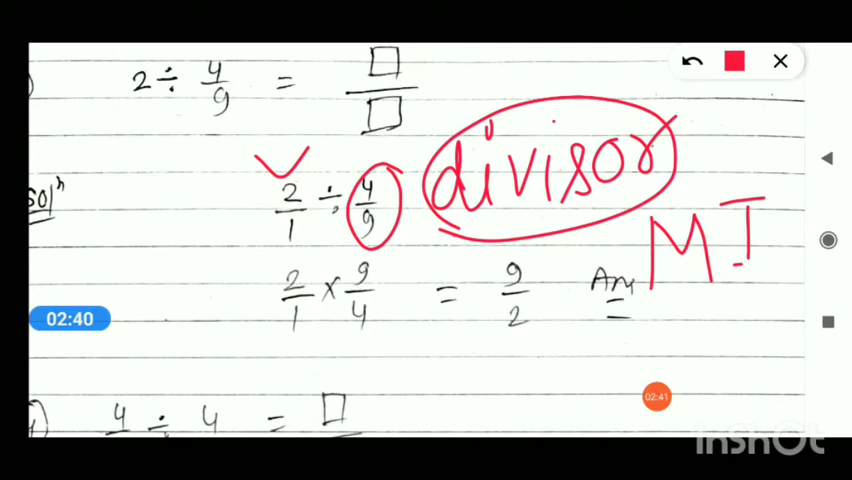 ) 2 ÷ 4/9 = □/□
divisor
Solⁿ 2/1 ÷ 4/9
M I
2/1 × 9/4 = 9/2 Ans
02:40
) 4 ÷ 4 = □
02:41
InShOt